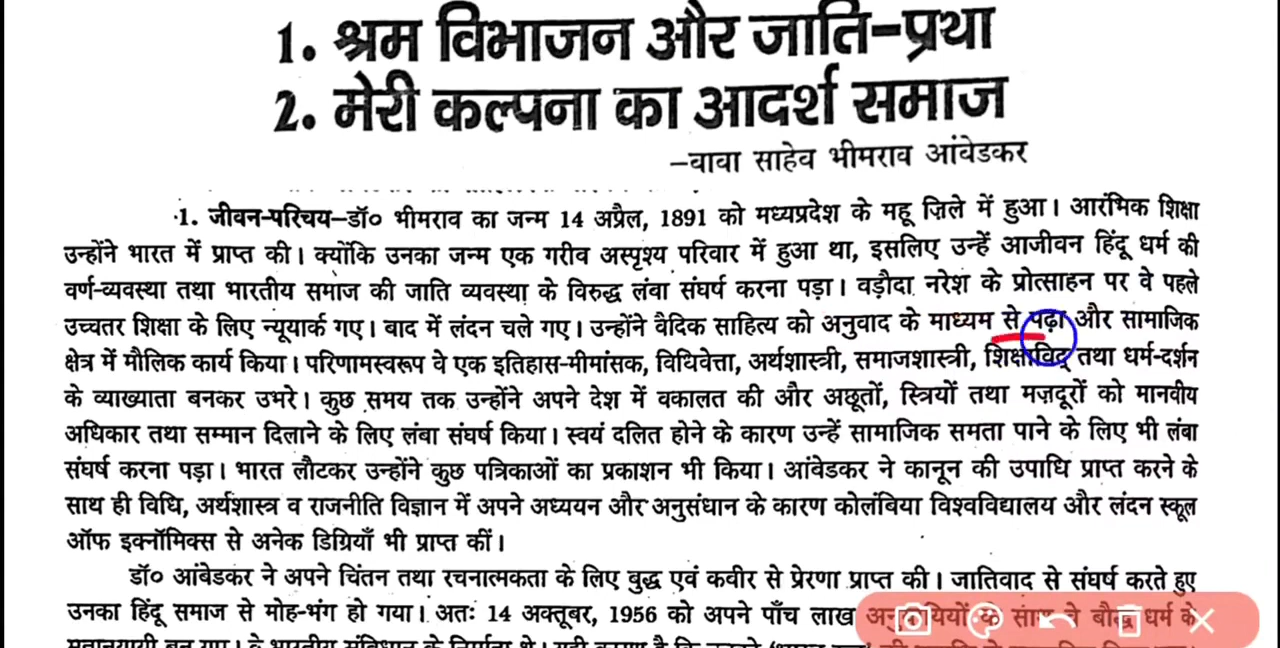 1. श्रम विभाजन और जाति-प्रथा
2. मेरी कल्पना का आदर्श समाज
–वावा साहेव भीमराव आंवेडकर
1. जीवन-परिचय–डॉ० भीमराव का जन्म 14 अप्रैल, 1891 को मध्यप्रदेश के महू ज़िले में हुआ। आरंभिक शिक्षा
उन्होंने भारत में प्राप्त की। क्योंकि उनका जन्म एक गरीव अस्पृश्य परिवार में हुआ था, इसलिए उन्हें आजीवन हिंदू धर्म की
वर्ण-व्यवस्था तथा भारतीय समाज की जाति व्यवस्था के विरुद्ध लंवा संघर्ष करना पड़ा। वड़ौदा नरेश के प्रोत्साहन पर वे पहले
उच्चतर शिक्षा के लिए न्यूयार्क गए। बाद में लंदन चले गए। उन्होंने वैदिक साहित्य को अनुवाद के माध्यम से पढ़ा और सामाजिक
क्षेत्र में मौलिक कार्य किया। परिणामस्वरूप वे एक इतिहास-मीमांसक, विधिवेत्ता, अर्थशास्त्री, समाजशास्त्री, शिक्षाविद् तथा धर्म-दर्शन
के व्याख्याता बनकर उभरे। कुछ समय तक उन्होंने अपने देश में वकालत की और अछूतों, स्त्रियों तथा मज़दूरों को मानवीय
अधिकार तथा सम्मान दिलाने के लिए लंबा संघर्ष किया। स्वयं दलित होने के कारण उन्हें सामाजिक समता पाने के लिए भी लंबा
संघर्ष करना पड़ा। भारत लौटकर उन्होंने कुछ पत्रिकाओं का प्रकाशन भी किया। आंवेडकर ने कानून की उपाधि प्राप्त करने के
साथ ही विधि, अर्थशास्त्र व राजनीति विज्ञान में अपने अध्ययन और अनुसंधान के कारण कोलंबिया विश्वविद्यालय और लंदन स्कूल
ऑफ इक्नॉमिक्स से अनेक डिग्रियाँ भी प्राप्त कीं।
डॉ० आंबेडकर ने अपने चिंतन तथा रचनात्मकता के लिए वुद्ध एवं कवीर से प्रेरणा प्राप्त की। जातिवाद से संघर्ष करते हुए
उनका हिंदू समाज से मोह-भंग हो गया। अतः 14 अक्तूबर, 1956 को अपने पाँच लाख अनुयायियों के साथ वे बौद्ध धर्म के